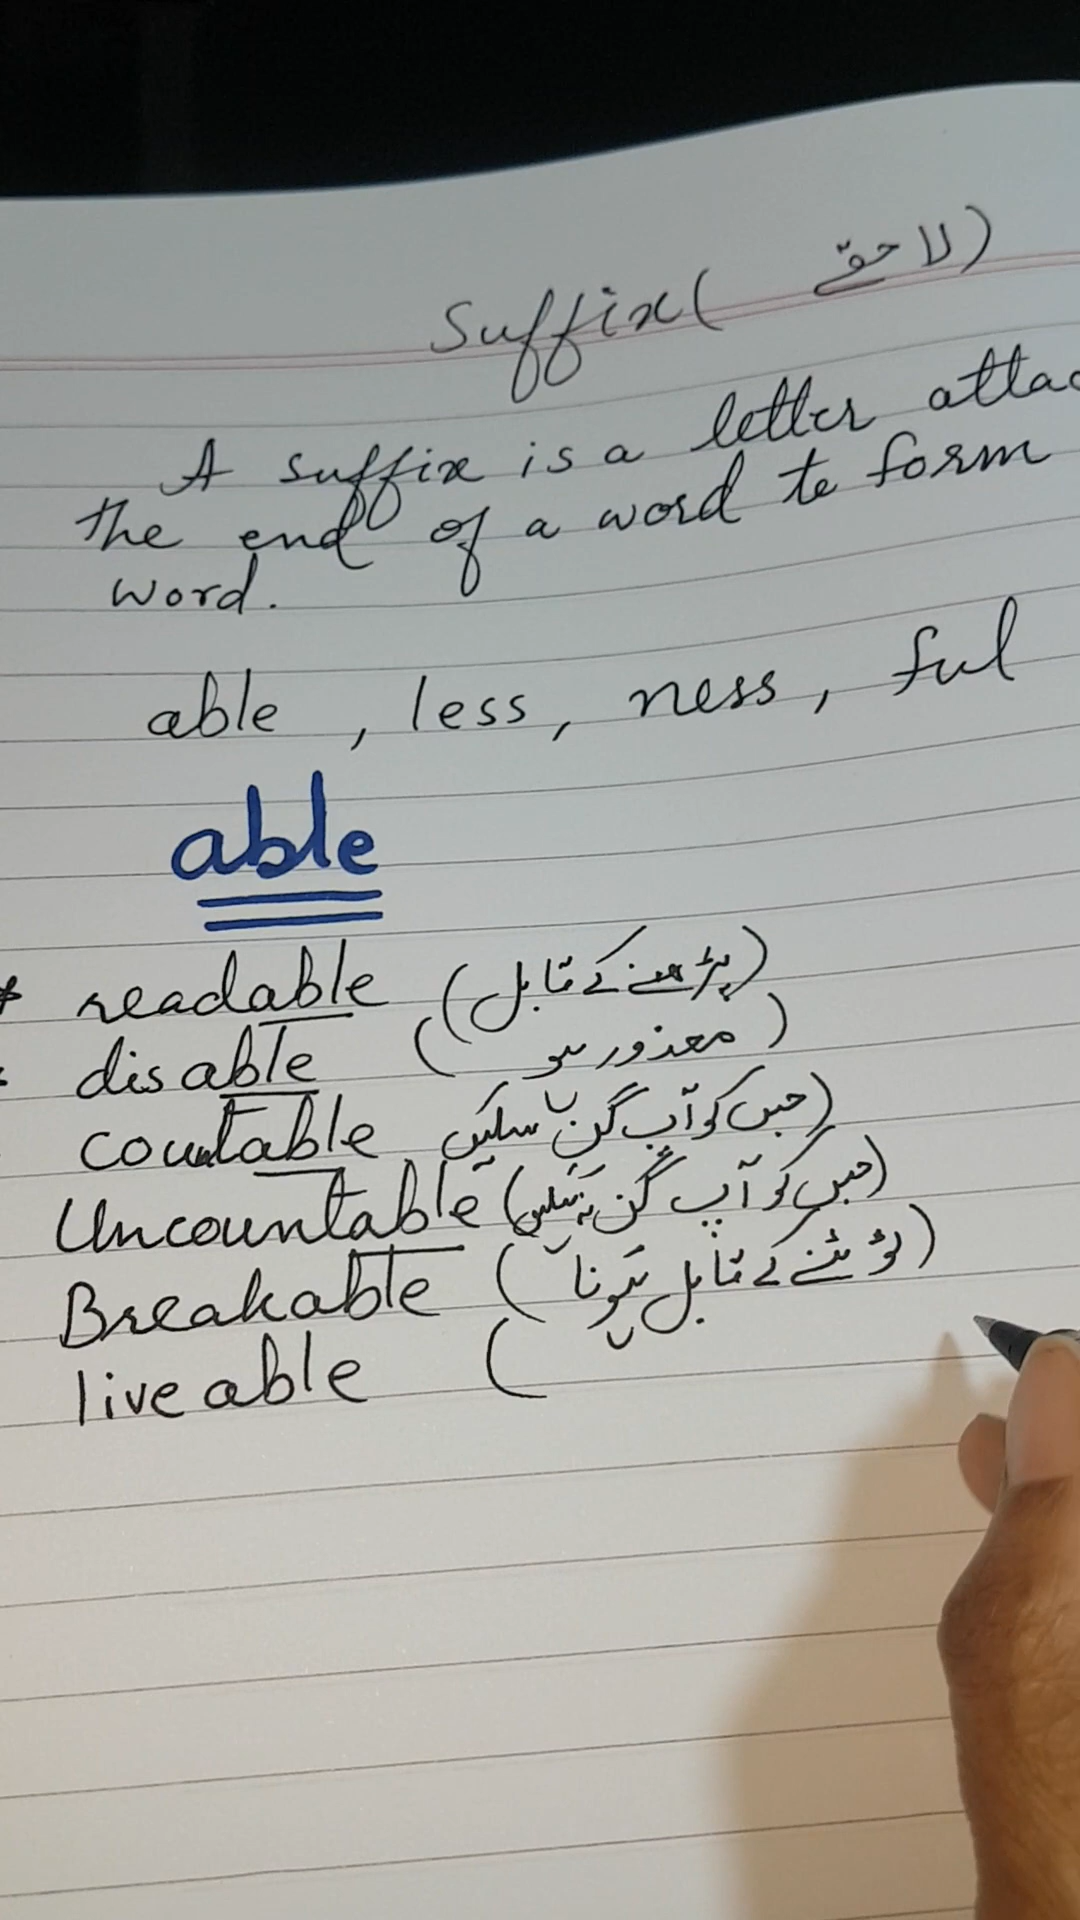 Suffix (لاحقے)
A suffix is a letter attac
the end of a word to form
word.
able , less, ness, ful
able
readable (پڑھنے کے قابل)
disable (معذور ہو)
countable (جس کو آپ گن سکیں
Uncountable (جس کو آپ گن نہ سکیں)
Breakable (ٹوٹنے کے قابل ہونا)
liveable (